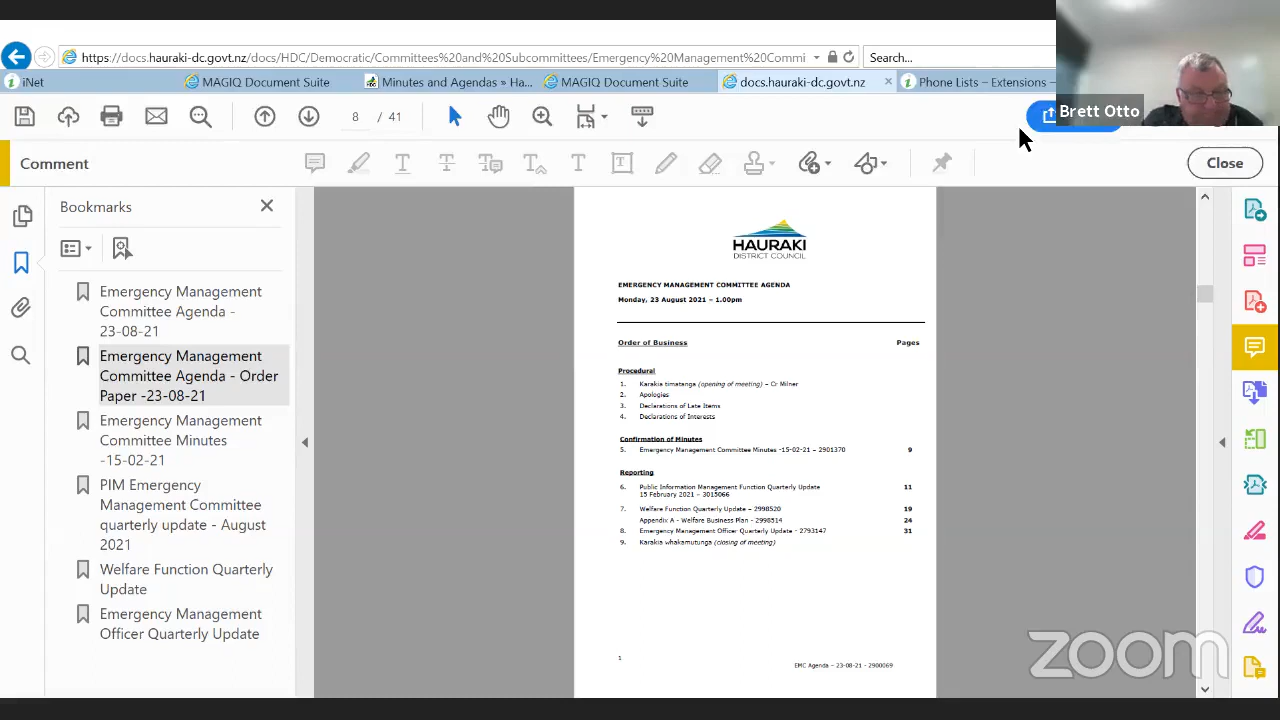 https://docs.hauraki-dc.govt.nz/docs/HDC/Democratic/Committees%20and%20Subcommittees/Emergency%20Management%20Commi
Search...
iNet
MAGIQ Document Suite
Minutes and Agendas » Ha...
MAGIQ Document Suite
docs.hauraki-dc.govt.nz
Phone Lists – Extensions –
Brett Otto
8 / 41
Comment
Close
Bookmarks
Emergency Management
Committee Agenda -
23-08-21
Emergency Management
Committee Agenda - Order
Paper -23-08-21
Emergency Management
Committee Minutes
-15-02-21
PIM Emergency
Management Committee
quarterly update - August
2021
Welfare Function Quarterly
Update
Emergency Management
Officer Quarterly Update
HAURAKI
DISTRICT COUNCIL
EMERGENCY MANAGEMENT COMMITTEE AGENDA
Monday, 23 August 2021 – 1.00pm
Order of Business Pages
Procedural
1. Karakia timatanga (opening of meeting) – Cr Milner
2. Apologies
3. Declarations of Late Items
4. Declarations of Interests
Confirmation of Minutes
5. Emergency Management Committee Minutes -15-02-21 – 2901370 9
Reporting
6. Public Information Management Function Quarterly Update 11
15 February 2021 – 3015066
7. Welfare Function Quarterly Update – 2998520 19
Appendix A - Welfare Business Plan - 2998514 24
8. Emergency Management Officer Quarterly Update - 2793147 31
9. Karakia whakamutunga (closing of meeting)
1
EMC Agenda – 23-08-21 - 2900069
zoom